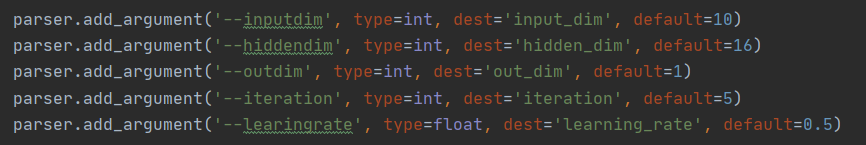 parser.add_argument('--inputdim', type=int, dest='input_dim', default=10)
parser.add_argument('--hiddendim', type=int, dest='hidden_dim', default=16)
parser.add_argument('--outdim', type=int, dest='out_dim', default=1)
parser.add_argument('--iteration', type=int, dest='iteration', default=5)
parser.add_argument('--learingrate', type=float, dest='learning_rate', default=0.5)